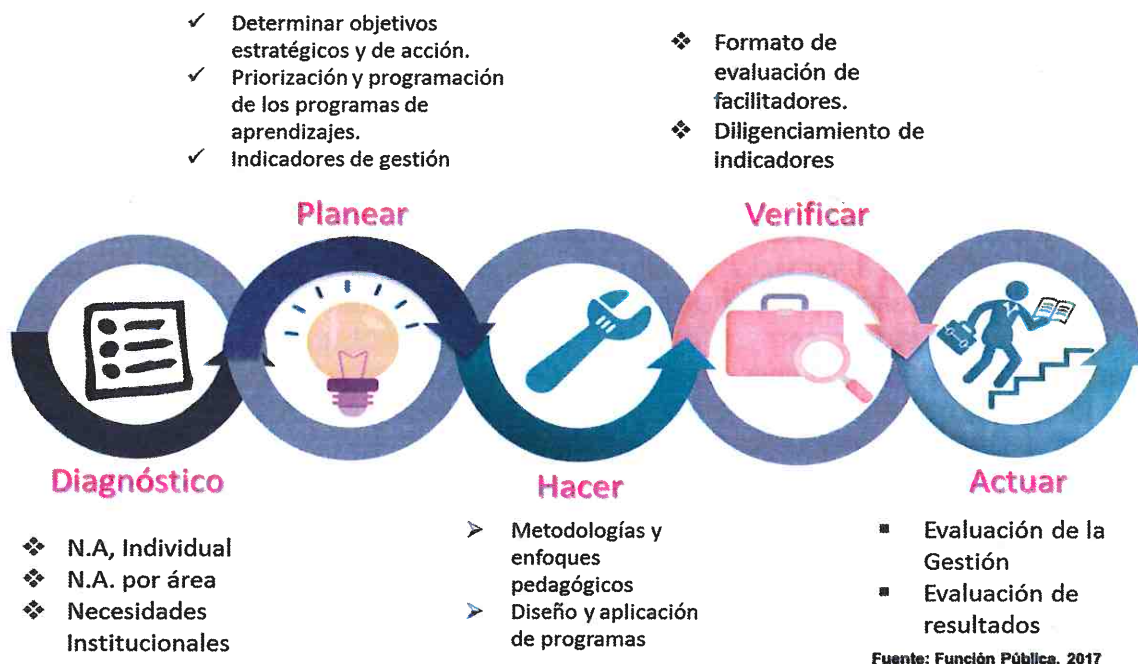 ✓ Determinar objetivos
estratégicos y de acción.
✓ Priorización y programación
de los programas de
aprendizajes.
✓ Indicadores de gestión
❖ Formato de
evaluación de
facilitadores.
❖ Diligenciamiento de
indicadores
Planear
Verificar
Diagnóstico
Hacer
Actuar
❖ N.A, Individual
❖ N.A. por área
❖ Necesidades
Institucionales
➢ Metodologías y
enfoques
pedagógicos
➢ Diseño y aplicación
de programas
▪ Evaluación de la
Gestión
▪ Evaluación de
resultados
Fuente: Función Pública, 2017